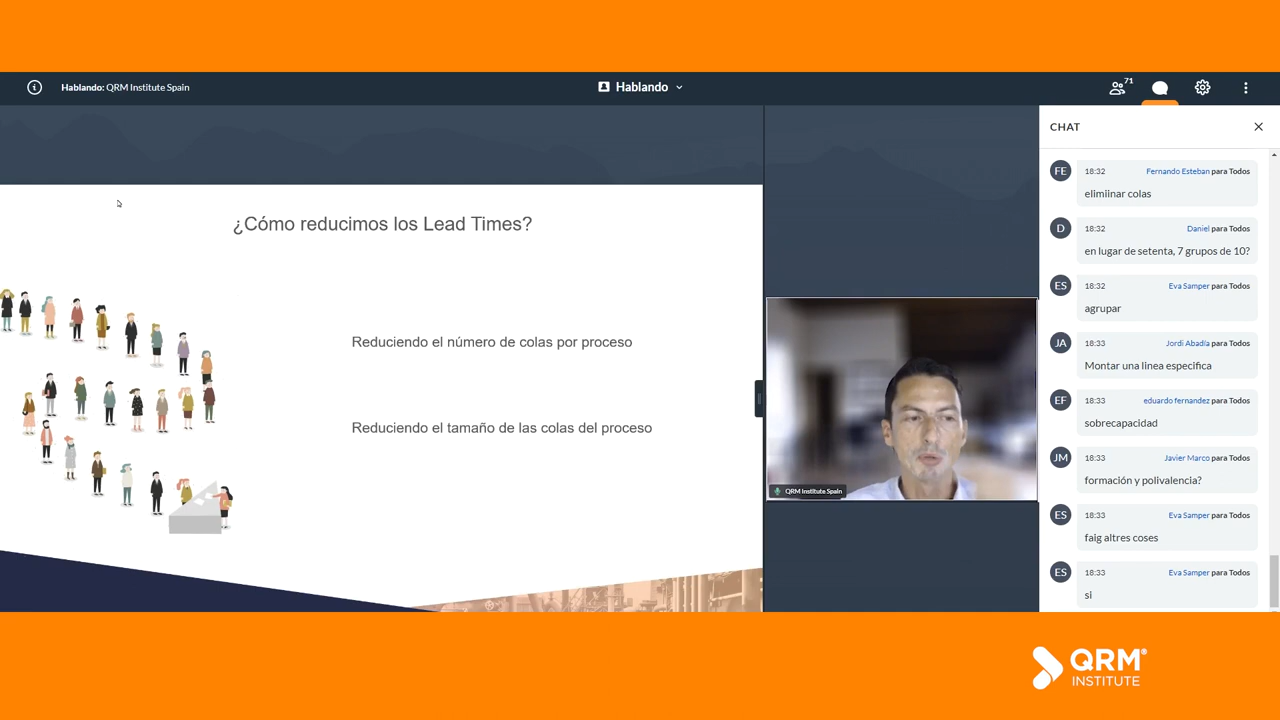 Hablando: QRM Institute Spain
Hablando
71
CHAT
¿Cómo reducimos los Lead Times?
Reduciendo el número de colas por proceso
Reduciendo el tamaño de las colas del proceso
QRM Institute Spain
FE
18:32 Fernando Esteban para Todos
elimiinar colas
D
18:32 Daniel para Todos
en lugar de setenta, 7 grupos de 10?
ES
18:32 Eva Samper para Todos
agrupar
JA
18:33 Jordi Abadía para Todos
Montar una linea especifica
EF
18:33 eduardo fernandez para Todos
sobrecapacidad
JM
18:33 Javier Marco para Todos
formación y polivalencia?
ES
18:33 Eva Samper para Todos
faig altres coses
ES
18:33 Eva Samper para Todos
si
QRM®
INSTITUTE